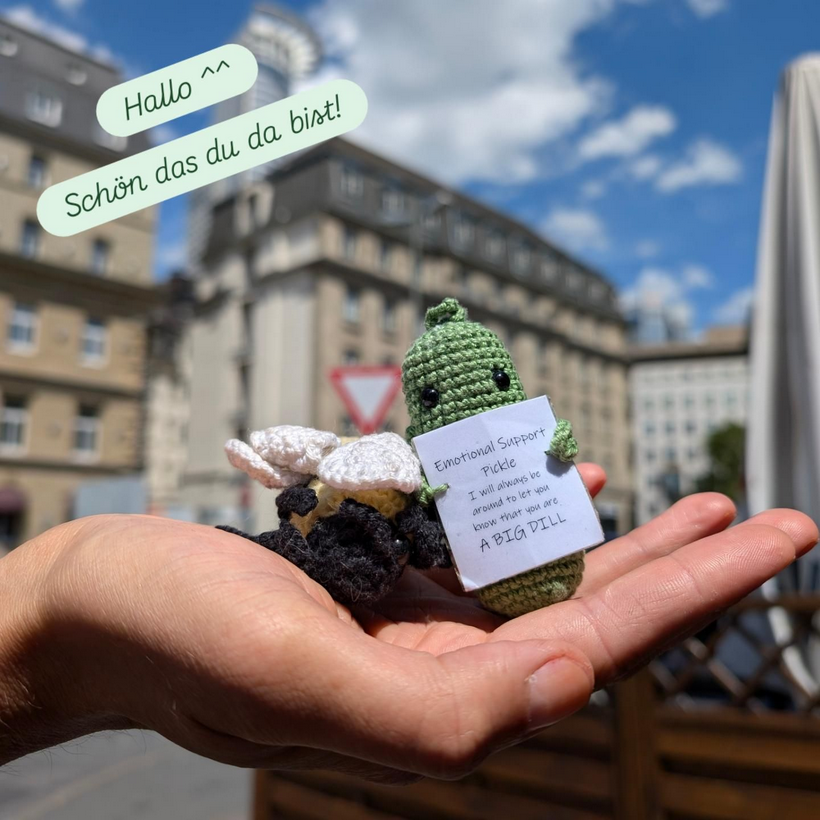 Hallo ^^
Schön das du da bist!
Emotional Support
Pickle
I will always be
around to let you
know that you are
A BIG DILL